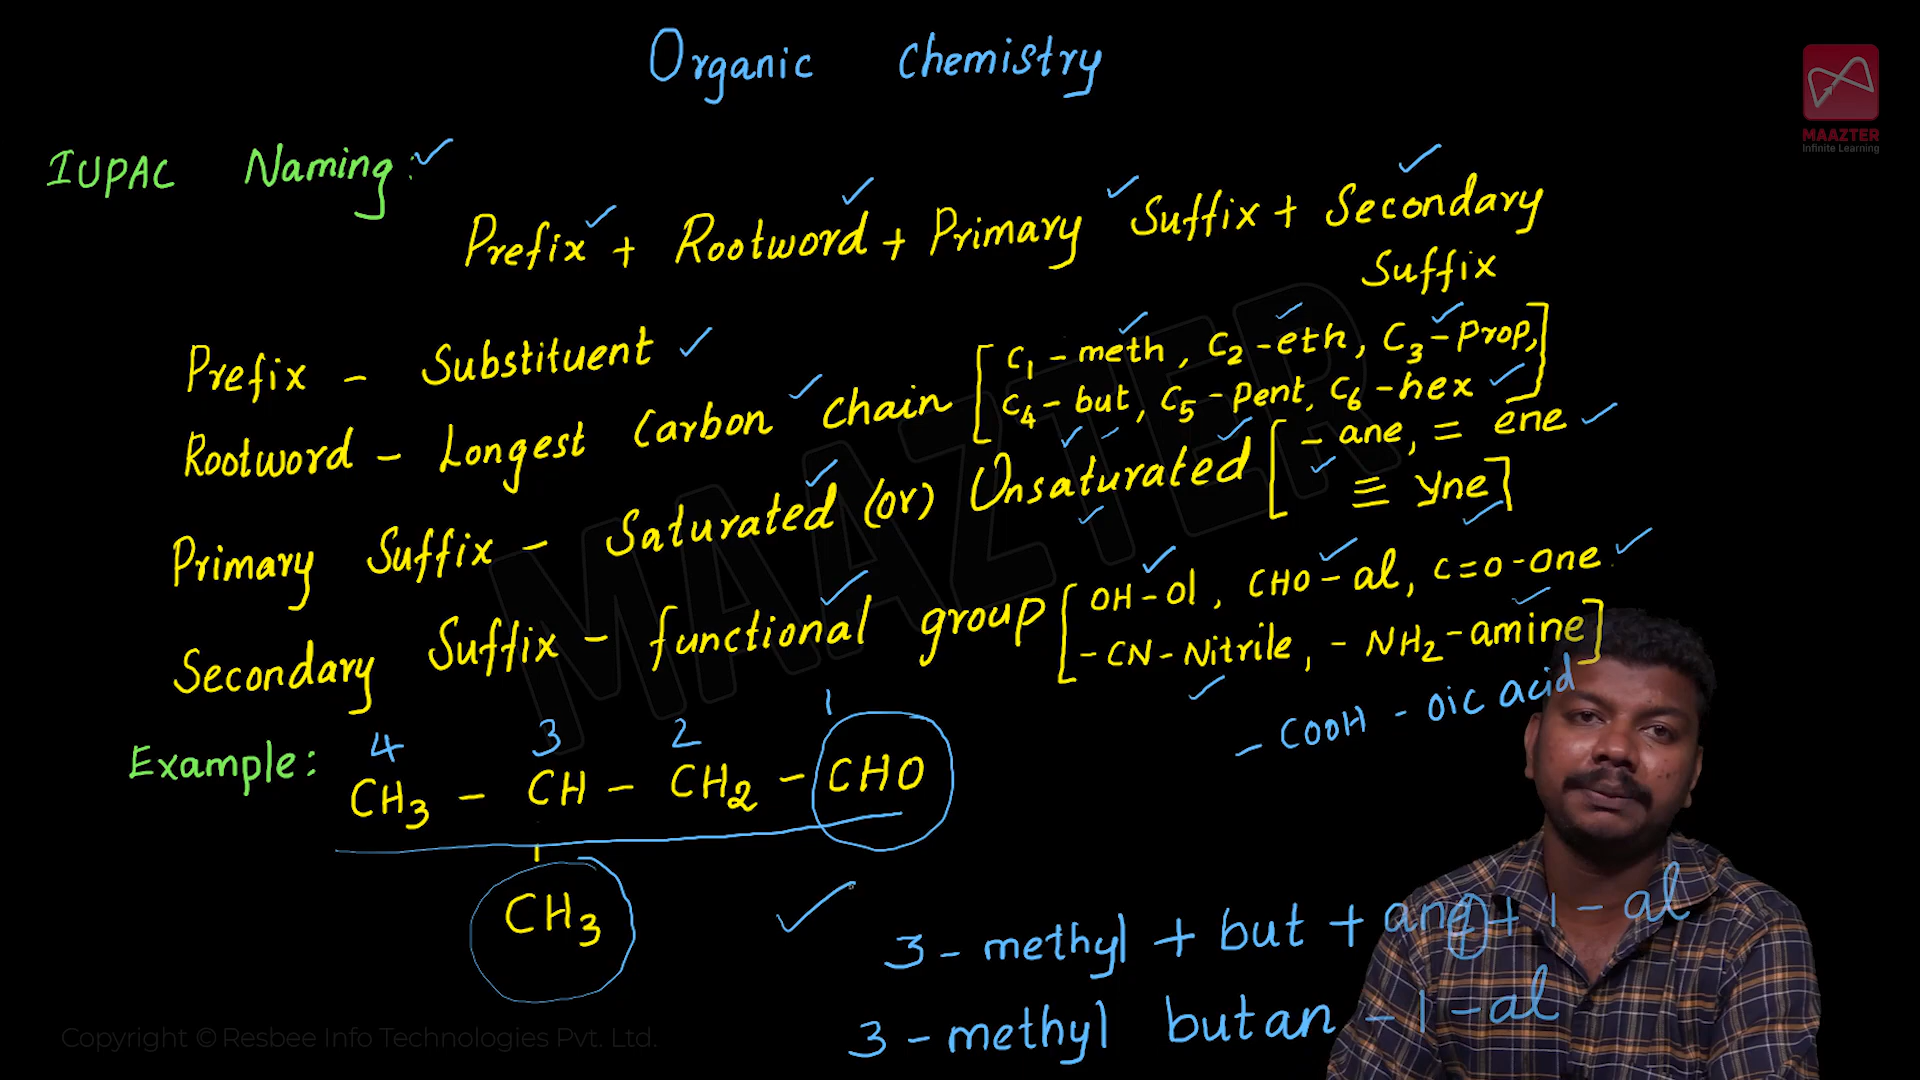 Organic Chemistry
MAAZTER
Infinite Learning
IUPAC Naming:
Prefix + Rootword + Primary Suffix + Secondary
Suffix
Prefix - Substituent
Rootword - Longest Carbon chain [C1 - meth, C2 - eth, C3 - Prop,
C4 - but, C5 - Pent, C6 - hex]
Primary Suffix - Saturated (or) Unsaturated [- ane, = ene
≡ yne]
Secondary Suffix - functional group [OH - ol, CHO - al, C=O - one
- CN - Nitrile, - NH2 - amine]
- COOH - oic acid
4 3 2 1
Example: CH3 - CH - CH2 - CHO
CH3
3 - methyl + but + ane + 1 - al
3 - methyl butan - 1 - al
MAAZTER
Copyright © Resbee Info Technologies Pvt. Ltd.